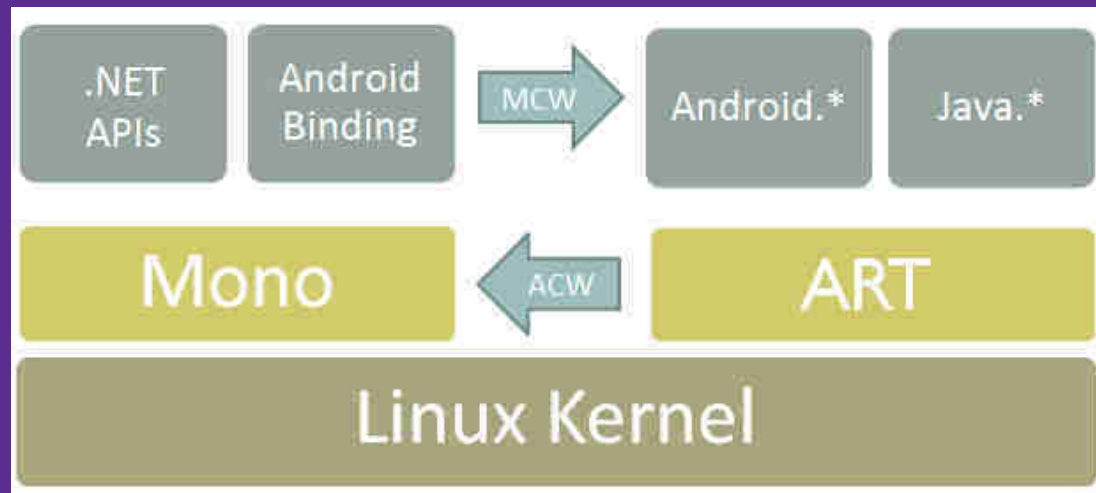 .NET
APIs
Android
Binding
MCW
Android.*
Java.*
Mono
ACW
ART
Linux Kernel